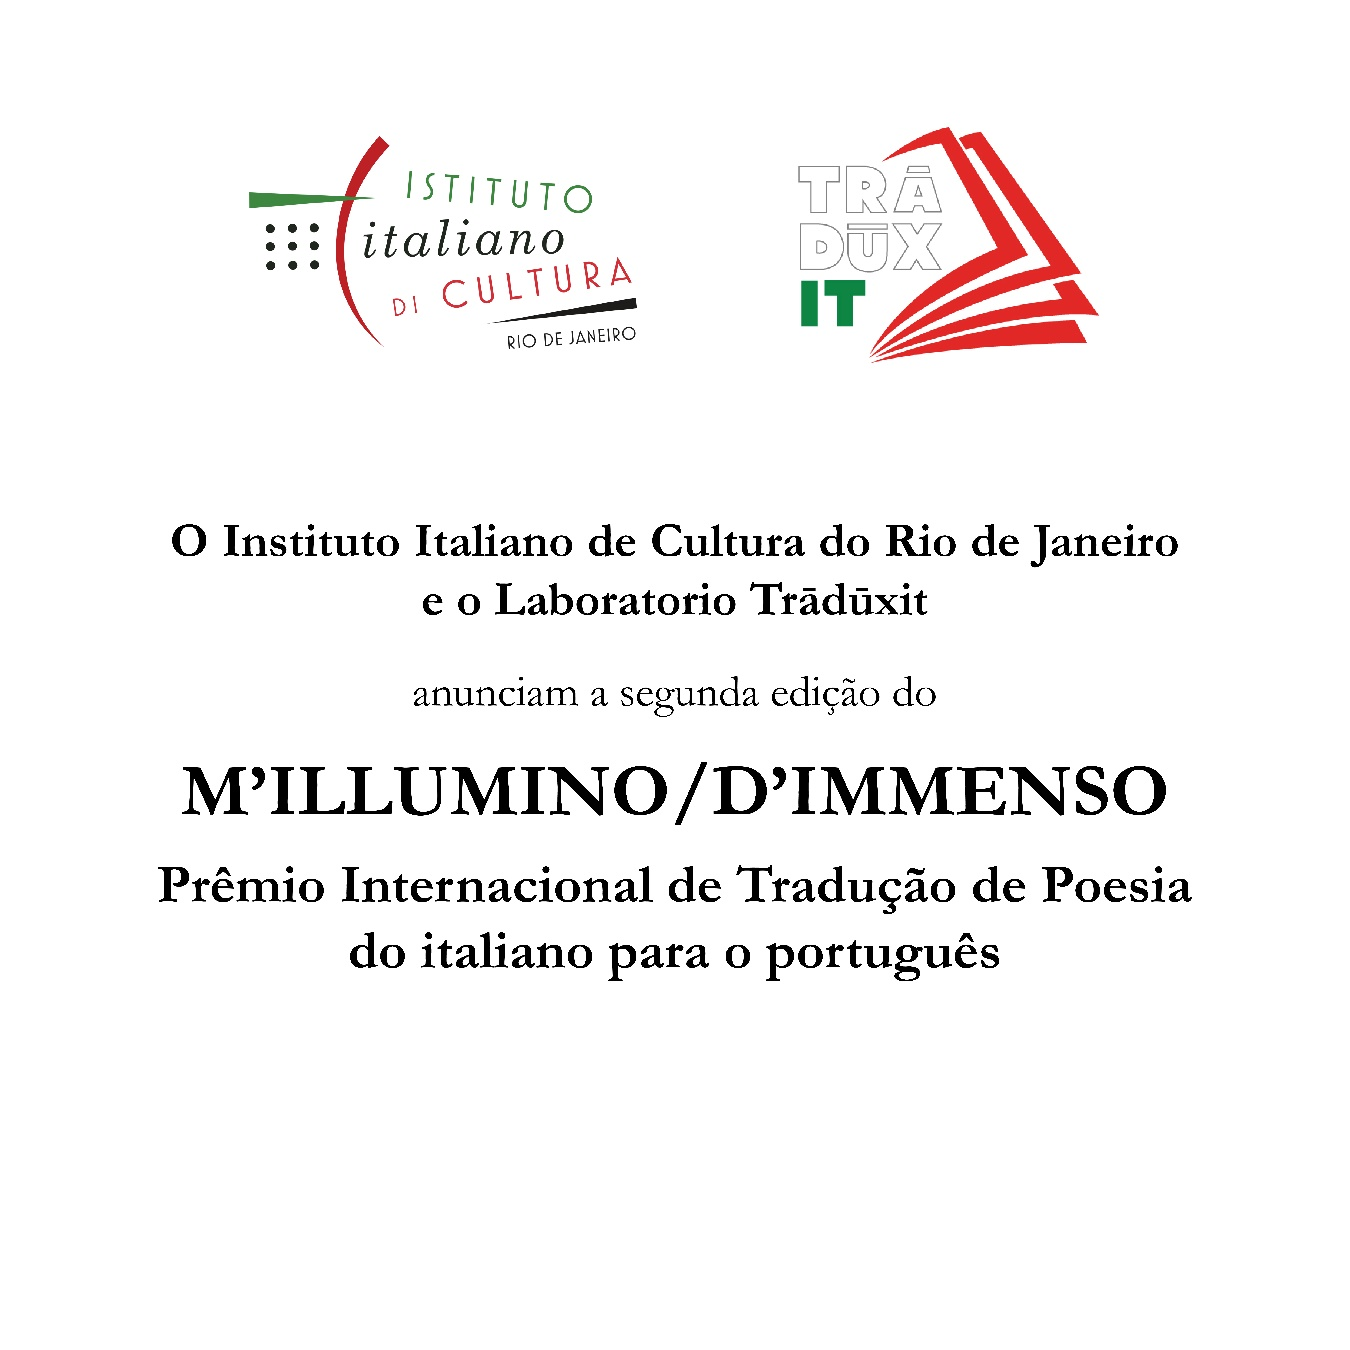 ISTITUTO
italiano
DI CULTURA
RIO DE JANEIRO
TRĀ
DŪX
IT
O Instituto Italiano de Cultura do Rio de Janeiro
e o Laboratorio Trādūxit
anunciam a segunda edição do
M’ILLUMINO/D’IMMENSO
Prêmio Internacional de Tradução de Poesia
do italiano para o português